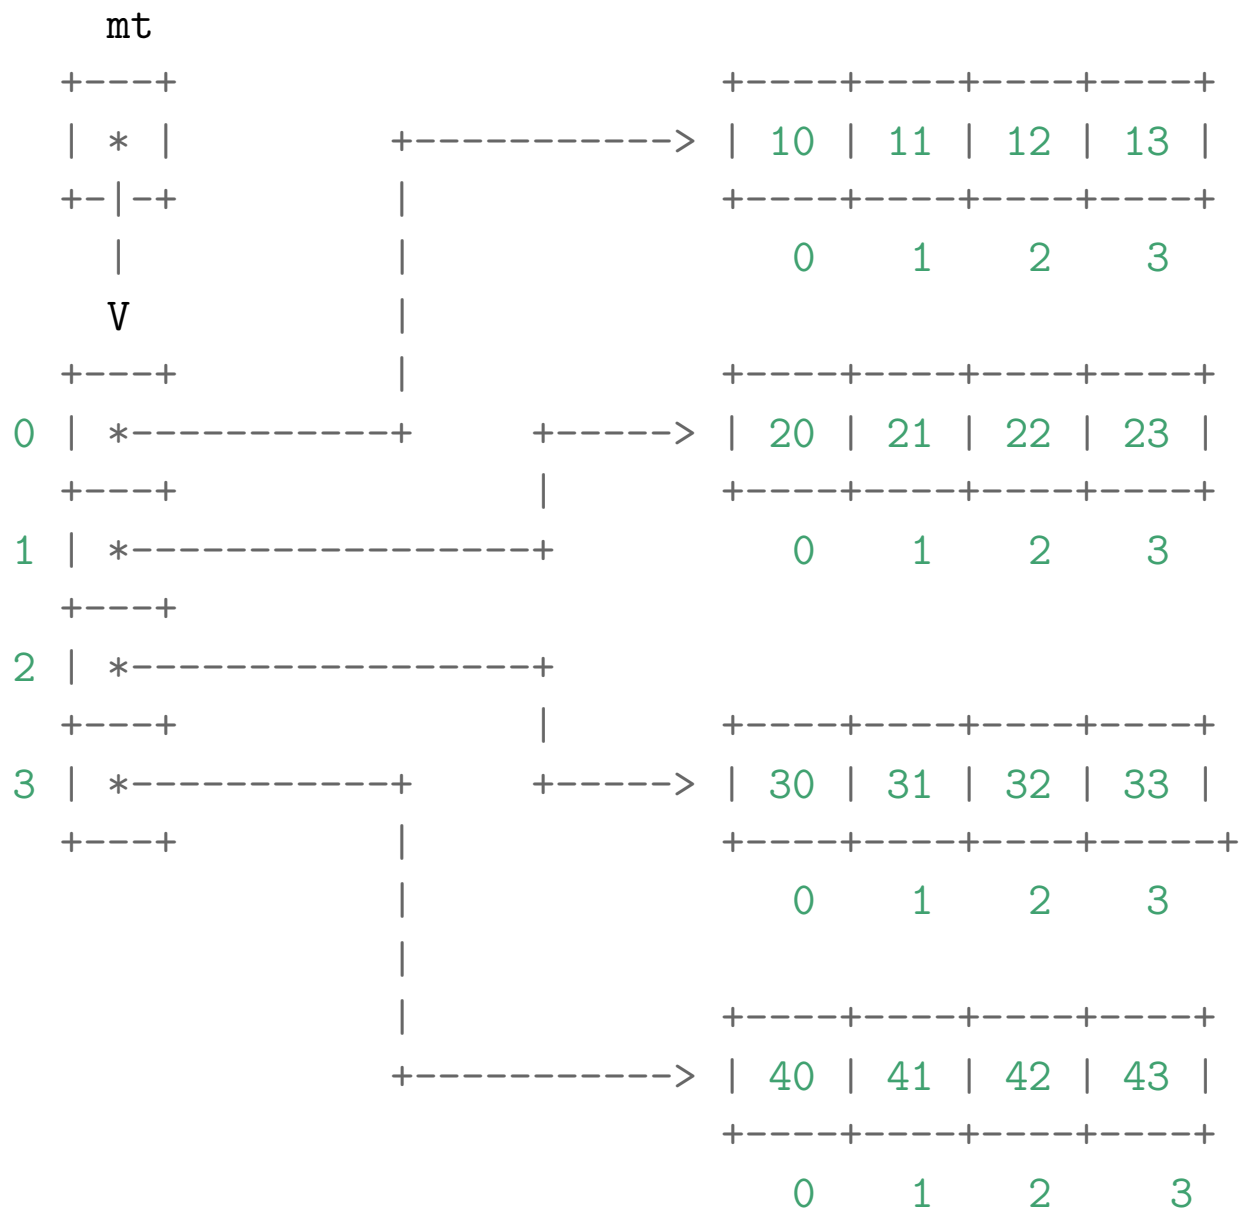 mt
  +----+                       +----+----+----+----+
  | *  |         +-----------> | 10 | 11 | 12 | 13 |
  +-|-+          |             +----+----+----+----+
    |            |                0    1    2    3
    V            |
  +----+         |             +----+----+----+----+
0 | *------------+     +-----> | 20 | 21 | 22 | 23 |
  +----+               |       +----+----+----+----+
1 | *------------------+          0    1    2    3
  +----+
2 | *------------------+
  +----+               |       +----+----+----+----+
3 | *------------+     +-----> | 30 | 31 | 32 | 33 |
  +----+         |             +----+----+----+-----+
                 |                0    1    2    3
                 |
                 |             +----+----+----+----+
                 +-----------> | 40 | 41 | 42 | 43 |
                               +----+----+----+----+
                                  0    1    2     3